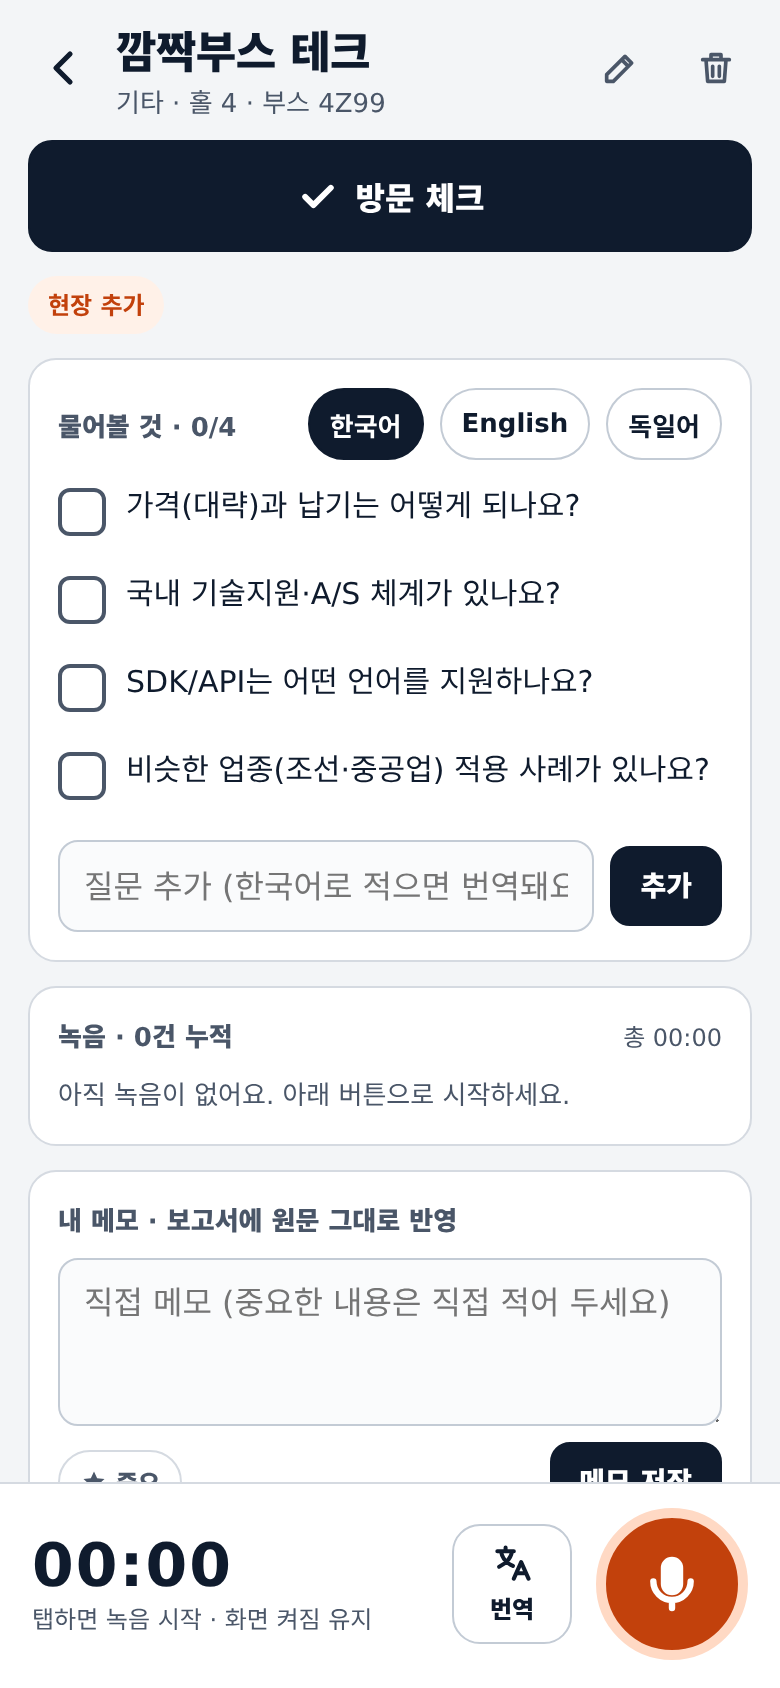 깜짝부스 테크
기타 · 홀 4 · 부스 4Z99
방문 체크
현장 추가
물어볼 것 · 0/4
한국어
English
독일어
가격(대략)과 납기는 어떻게 되나요?
국내 기술지원·A/S 체계가 있나요?
SDK/API는 어떤 언어를 지원하나요?
비슷한 업종(조선·중공업) 적용 사례가 있나요?
질문 추가 (한국어로 적으면 번역돼요
추가
녹음 · 0건 누적
총 00:00
아직 녹음이 없어요. 아래 버튼으로 시작하세요.
내 메모 · 보고서에 원문 그대로 반영
직접 메모 (중요한 내용은 직접 적어 두세요)
중요
메모 저장
00:00
탭하면 녹음 시작 · 화면 켜짐 유지
번역